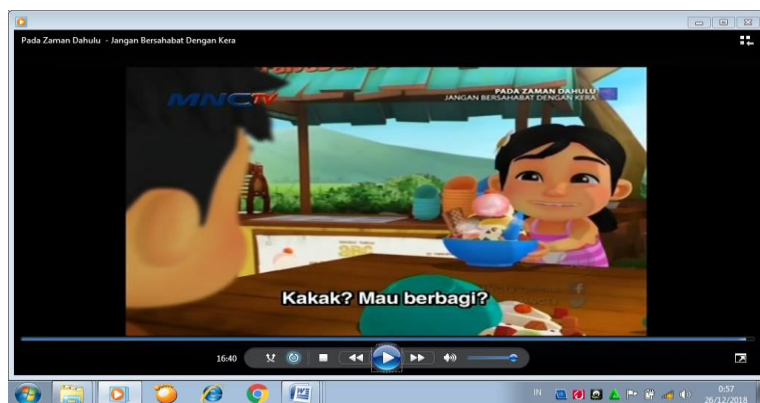 Pada Zaman Dahulu - Jangan Bersahabat Dengan Kera
MNCTV
PADA ZAMAN DAHULU
JANGAN BERSAHABAT DENGAN KERA
Kakak? Mau berbagi?
16:40
IN
0:57
26/12/2018